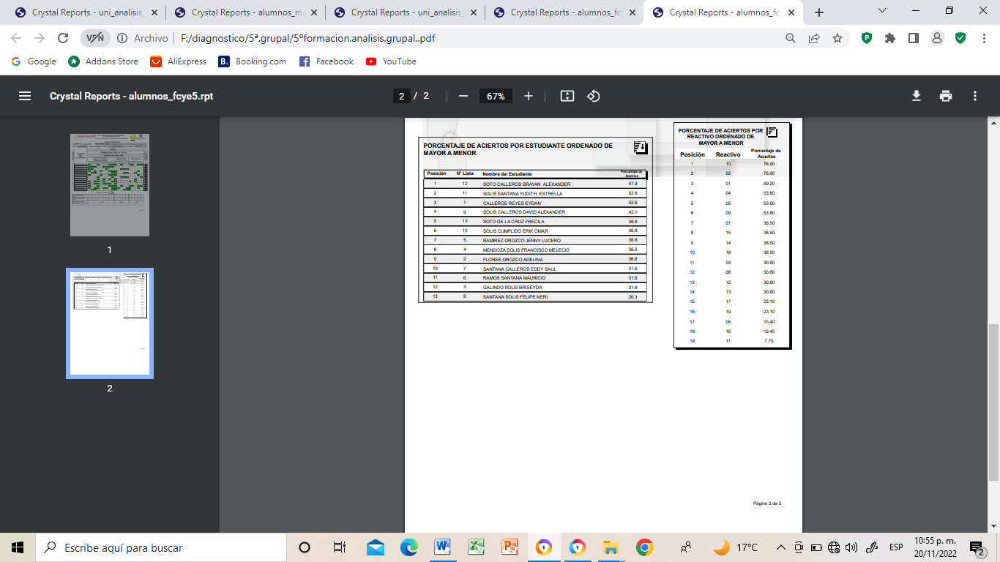 Crystal Reports - uni_analisis_
Crystal Reports - alumnos_m
Crystal Reports - uni_analisis_
Crystal Reports - alumnos_fcy
Crystal Reports - alumnos_fcy
VPN Archivo F:/diagnostico/5ª.grupal/5ºformacion.analisis.grupal..pdf
Google Addons Store AliExpress Booking.com Facebook YouTube
Crystal Reports - alumnos_fcye5.rpt 2 / 2 67%
1
2
PORCENTAJE DE ACIERTOS POR ESTUDIANTE ORDENADO DE
MAYOR A MENOR
Posición N° Lista Nombre del Estudiante Porcentaje de Aciertos
1 12 SOTO CALLEROS BRAYAN ALEXANDER 57.9
2 11 SOLIS SANTANA YUDITH ESTRELLA 52.6
3 1 CALLEROS REYES EYDAN 52.6
4 9 SOLIS CALLEROS DAVID ALEXANDER 42.1
5 13 SOTO DE LA CRUZ FRECILA 36.8
6 10 SOLIS CUMPLIDO ERIK OMAR 36.8
7 5 RAMIREZ OROZCO JENNY LUCERO 36.8
8 4 MENDOZA SOLIS FRANCISCO MELECIO 36.8
9 2 FLORES OROZCO ADELINA 36.8
10 7 SANTANA CALLEROS EDDY SAUL 31.6
11 6 RAMOS SANTANA MAURICIO 31.6
12 3 GALINDO SOLIS BRISEYDA 31.6
13 8 SANTANA SOLIS FELIPE NERI 26.3
PORCENTAJE DE ACIERTOS POR
REACTIVO ORDENADO DE
MAYOR A MENOR
Posición Reactivo Porcentaje de Aciertos
1 10 76.90
2 02 76.90
3 01 69.20
4 04 53.80
5 05 53.80
6 09 53.80
7 07 38.50
8 15 38.50
9 14 38.50
10 18 38.50
11 03 30.80
12 08 30.80
13 12 30.80
14 13 30.80
15 17 23.10
16 19 23.10
17 06 15.40
18 16 15.40
19 11 7.70
Página 2 de 2
Escribe aquí para buscar
17°C
ESP
10:55 p. m.
20/11/2022
2